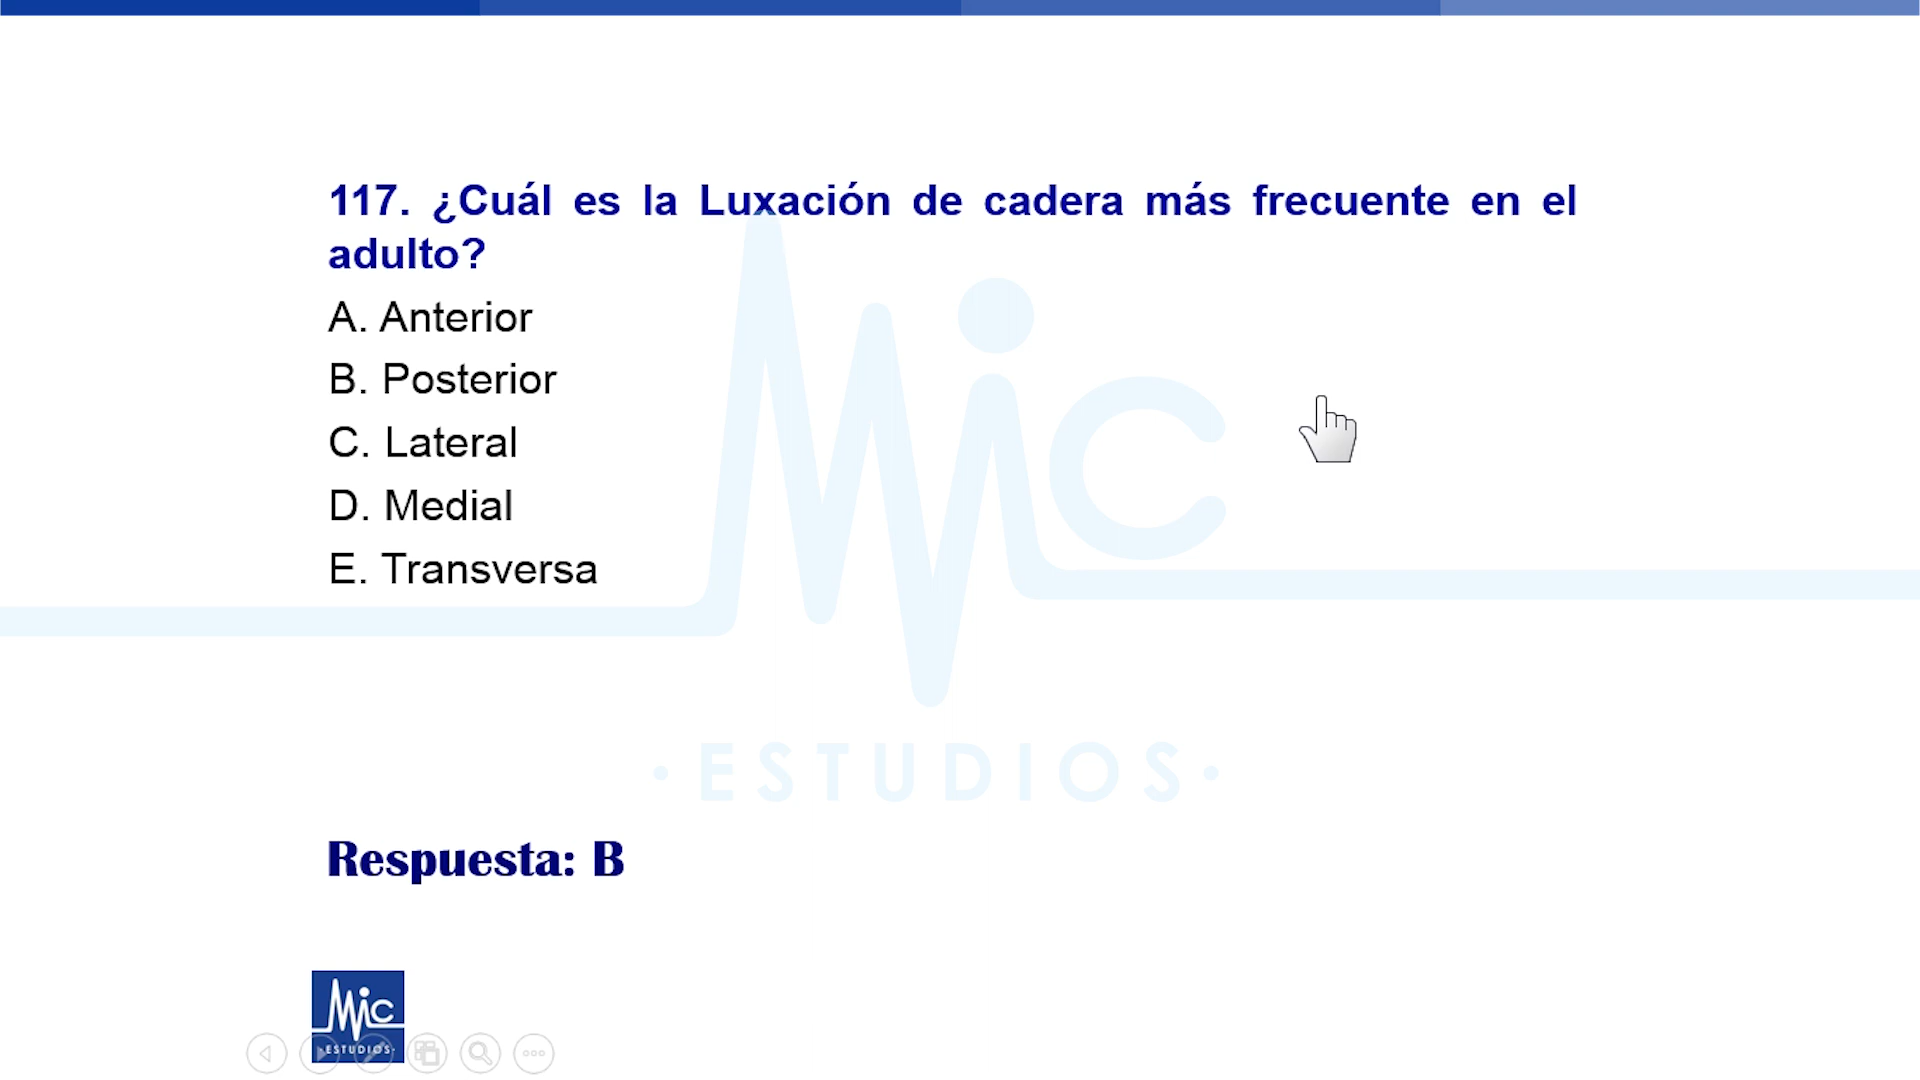 117. ¿Cuál es la Luxación de cadera más frecuente en el
adulto?
A. Anterior
B. Posterior
C. Lateral
D. Medial
E. Transversa
Mic
·ESTUDIOS·
Respuesta: B
Mic
·ESTUDIOS·